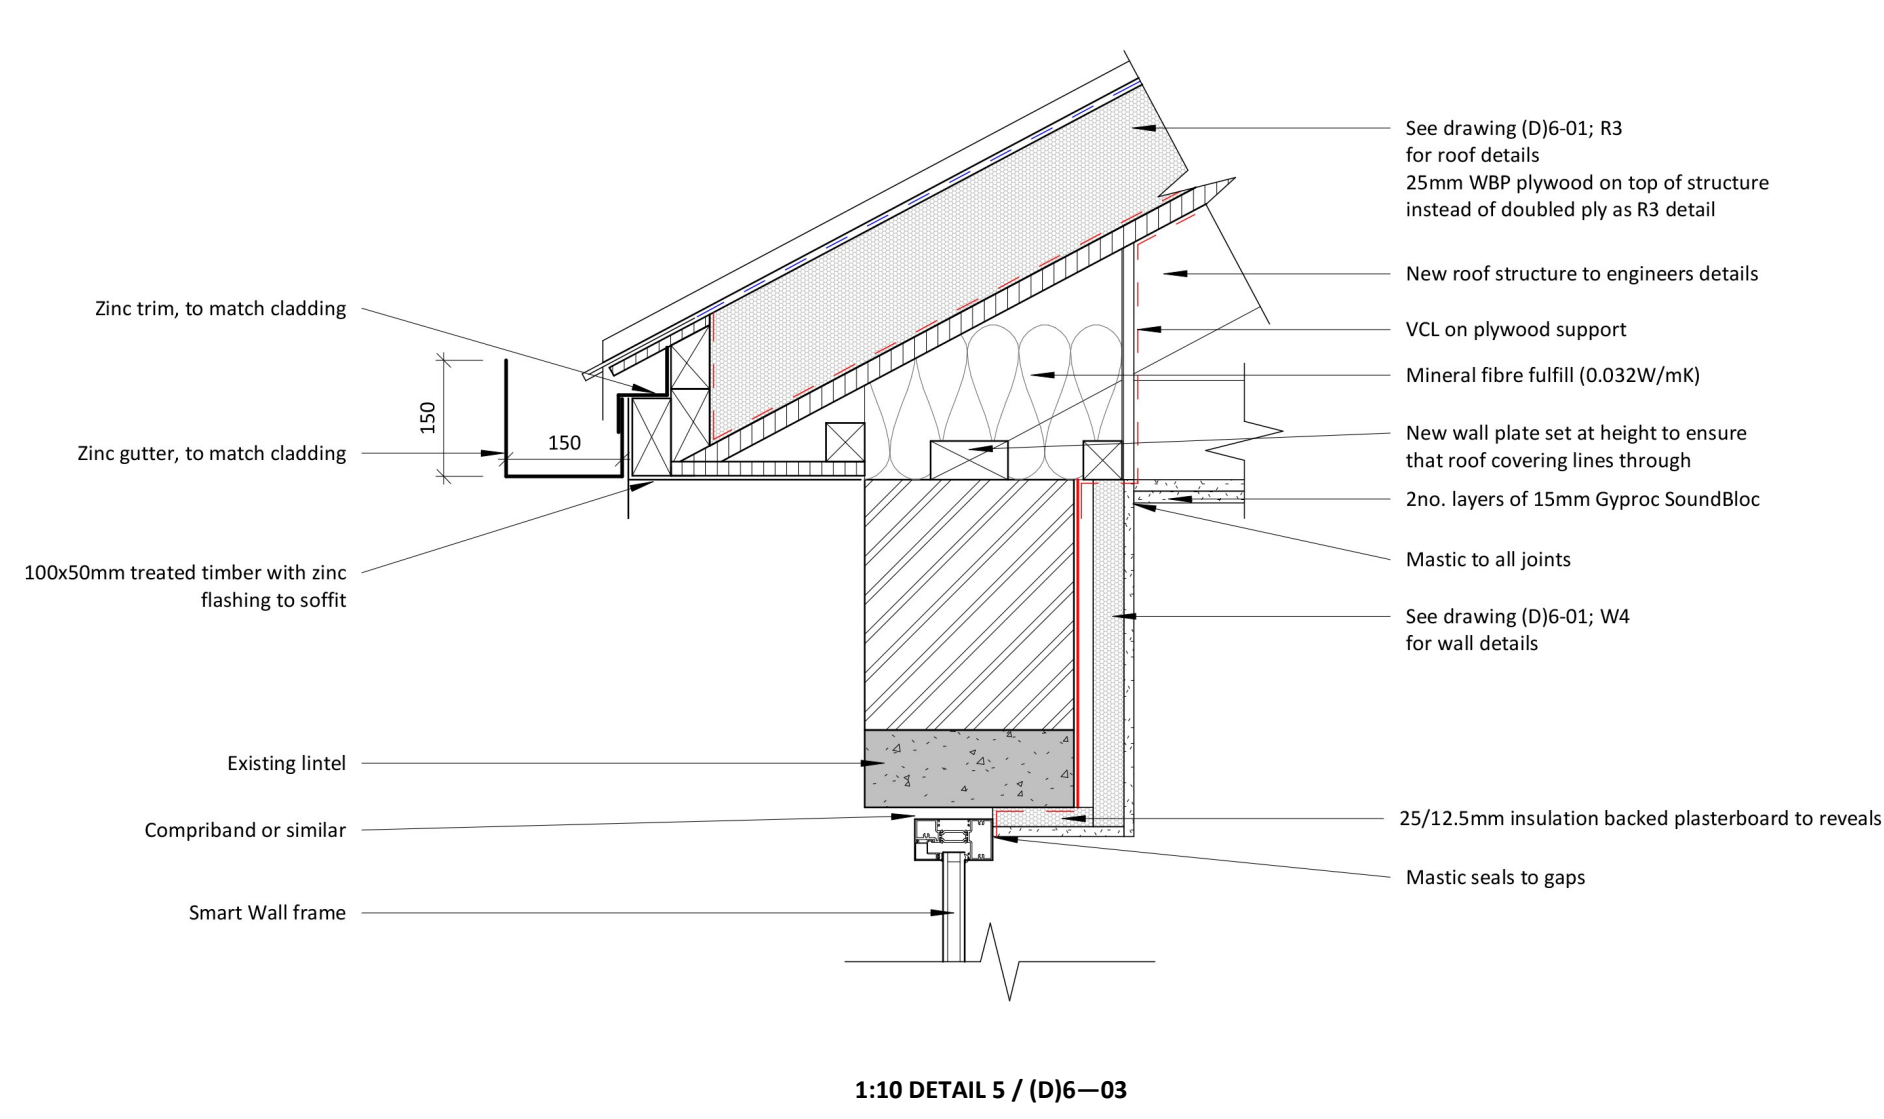 Zinc trim, to match cladding
150
150
Zinc gutter, to match cladding
100x50mm treated timber with zinc
flashing to soffit
Existing lintel
Compriband or similar
Smart Wall frame
See drawing (D)6-01; R3
for roof details
25mm WBP plywood on top of structure
instead of doubled ply as R3 detail
New roof structure to engineers details
VCL on plywood support
Mineral fibre fulfill (0.032W/mK)
New wall plate set at height to ensure
that roof covering lines through
2no. layers of 15mm Gyproc SoundBloc
Mastic to all joints
See drawing (D)6-01; W4
for wall details
25/12.5mm insulation backed plasterboard to reveals
Mastic seals to gaps
1:10 DETAIL 5 / (D)6—03